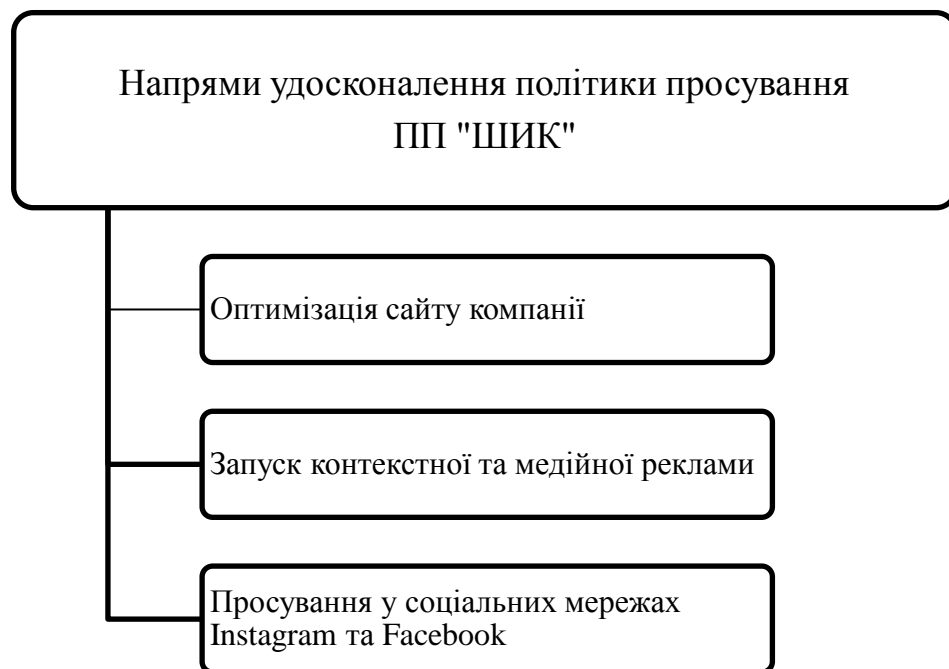 Напрями удосконалення політики просування
ПП "ШИК"
Оптимізація сайту компанії
Запуск контекстної та медійної реклами
Просування у соціальних мережах
Instagram та Facebook